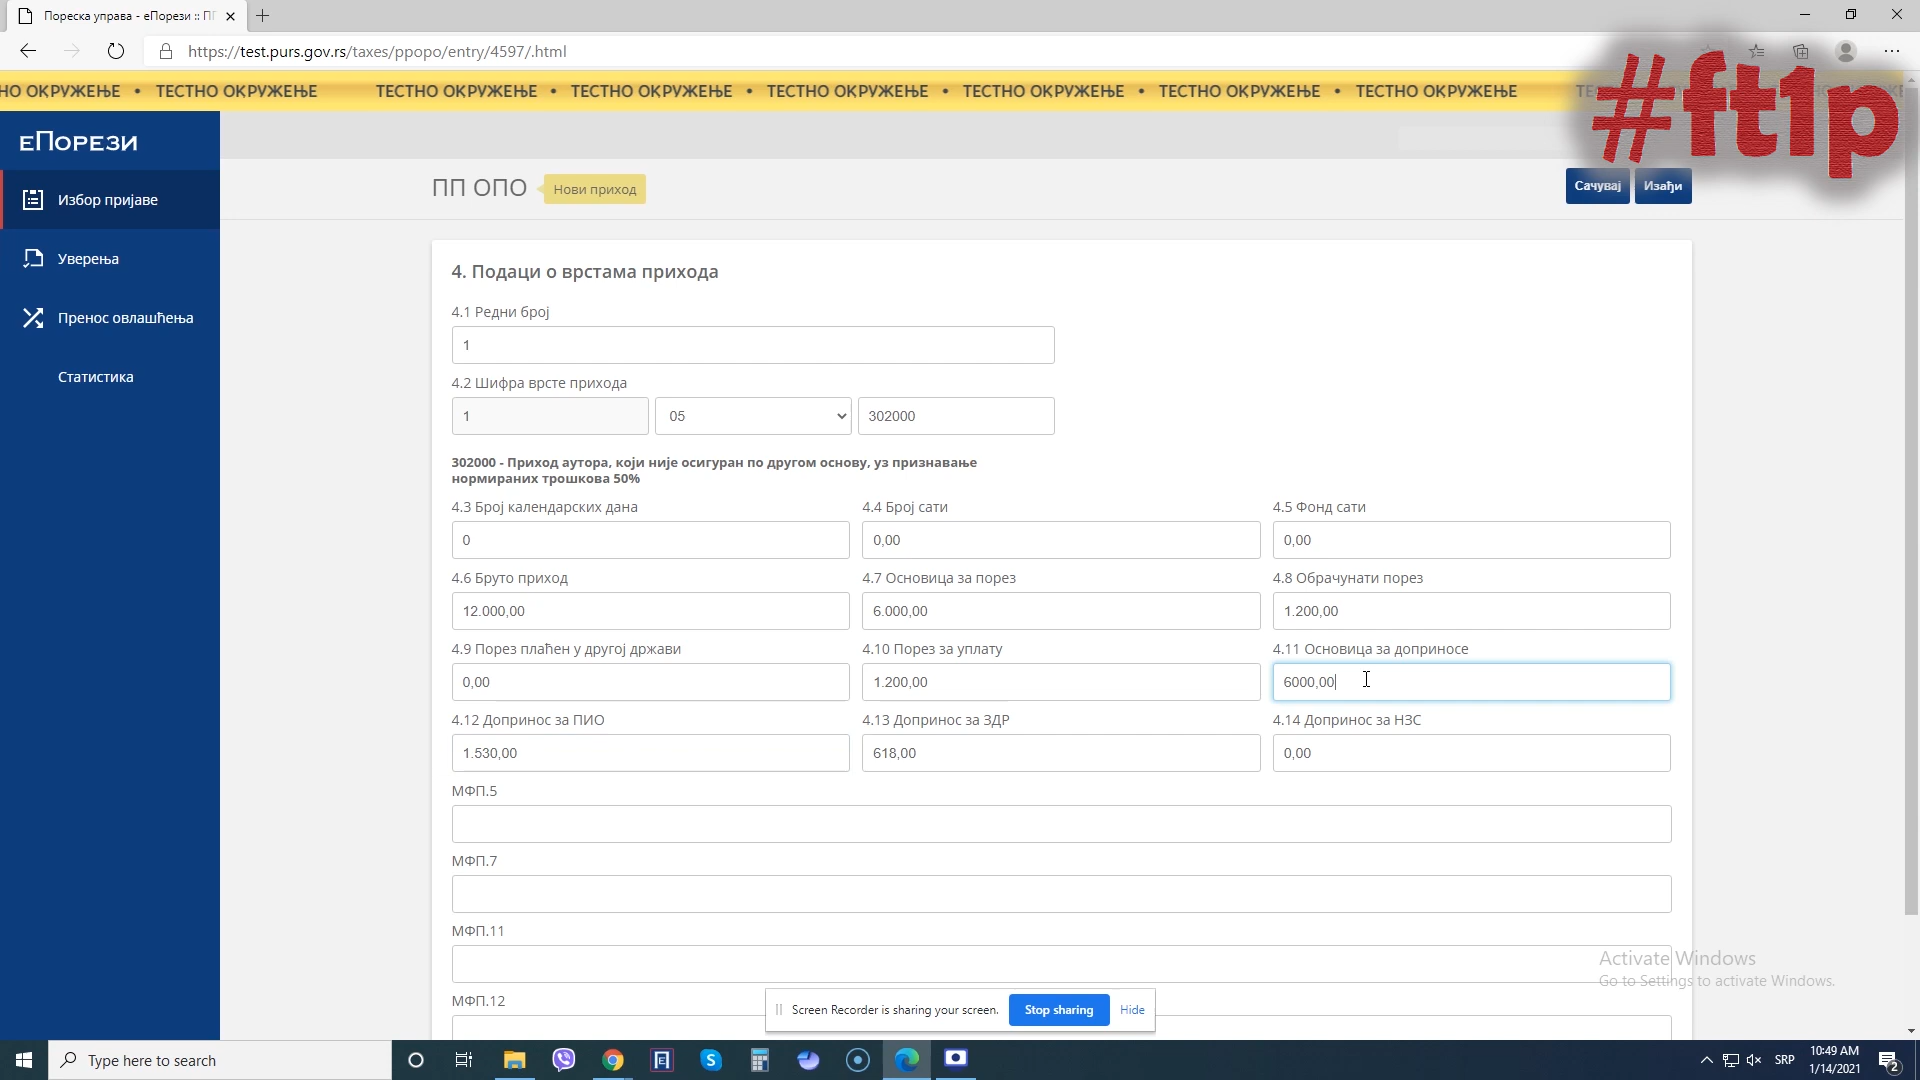 Пореска управа - еПорези :: ПГ
https://test.purs.gov.rs/taxes/ppopo/entry/4597/.html
НО ОКРУЖЕЊЕ • ТЕСТНО ОКРУЖЕЊЕ ТЕСТНО ОКРУЖЕЊЕ • ТЕСТНО ОКРУЖЕЊЕ • ТЕСТНО ОКРУЖЕЊЕ • ТЕСТНО ОКРУЖЕЊЕ • ТЕСТНО ОКРУЖЕЊЕ • ТЕСТНО ОКРУЖЕЊЕ
#ft1p
еПОРЕЗИ
Избор пријаве
Уверења
Пренос овлашћења
Статистика
ПП ОПО
Нови приход
Сачувај
Изађи
4. Подаци о врстама прихода
4.1 Редни број
1
4.2 Шифра врсте прихода
1 05 302000
302000 - Приход аутора, који није осигуран по другом основу, уз признавање
нормираних трошкова 50%
4.3 Број календарских дана 4.4 Број сати 4.5 Фонд сати
0 0,00 0,00
4.6 Бруто приход 4.7 Основица за порез 4.8 Обрачунати порез
12.000,00 6.000,00 1.200,00
4.9 Порез плаћен у другој држави 4.10 Порез за уплату 4.11 Основица за доприносе
0,00 1.200,00 6000,00
4.12 Допринос за ПИО 4.13 Допринос за ЗДР 4.14 Допринос за НЗС
1.530,00 618,00 0,00
МФП.5
МФП.7
МФП.11
МФП.12
Activate Windows
Go to Settings to activate Windows.
Screen Recorder is sharing your screen. Stop sharing Hide
Type here to search
SRP
10:49 AM
1/14/2021
2